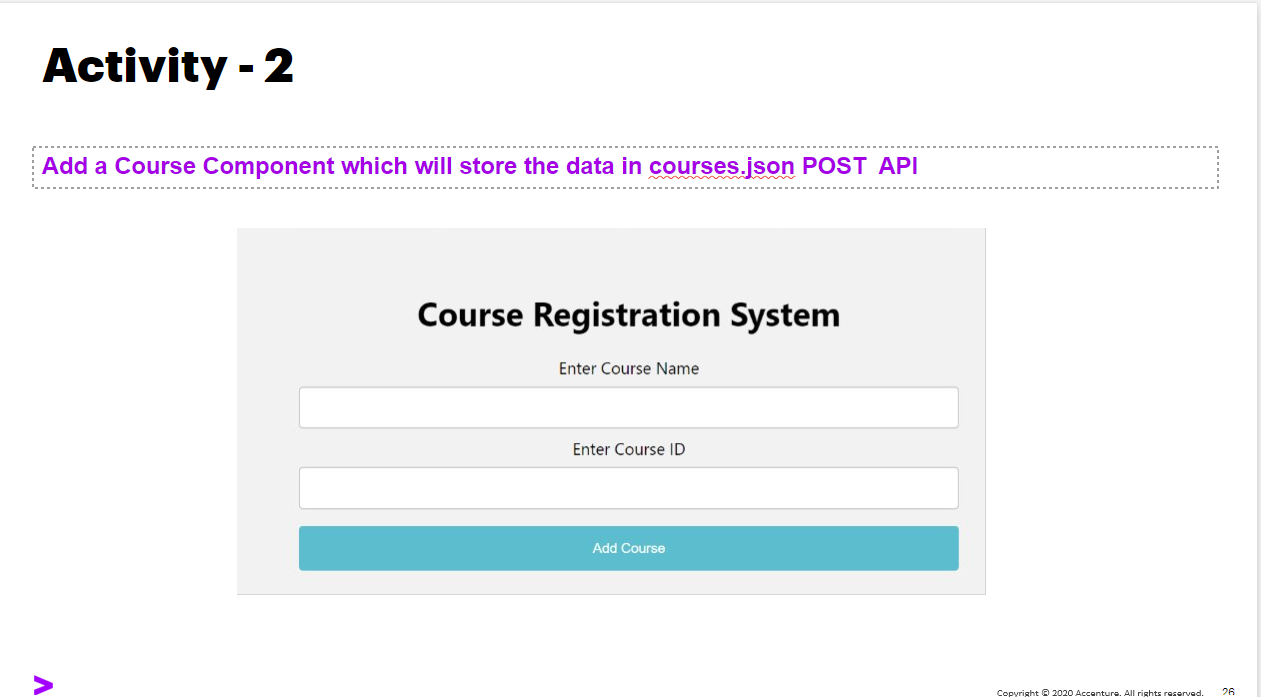 Activity - 2
Add a Course Component which will store the data in courses.json POST  API
Course Registration System
Enter Course Name
Enter Course ID
Add Course
>
Copyright © 2020 Accenture. All rights reserved.
26